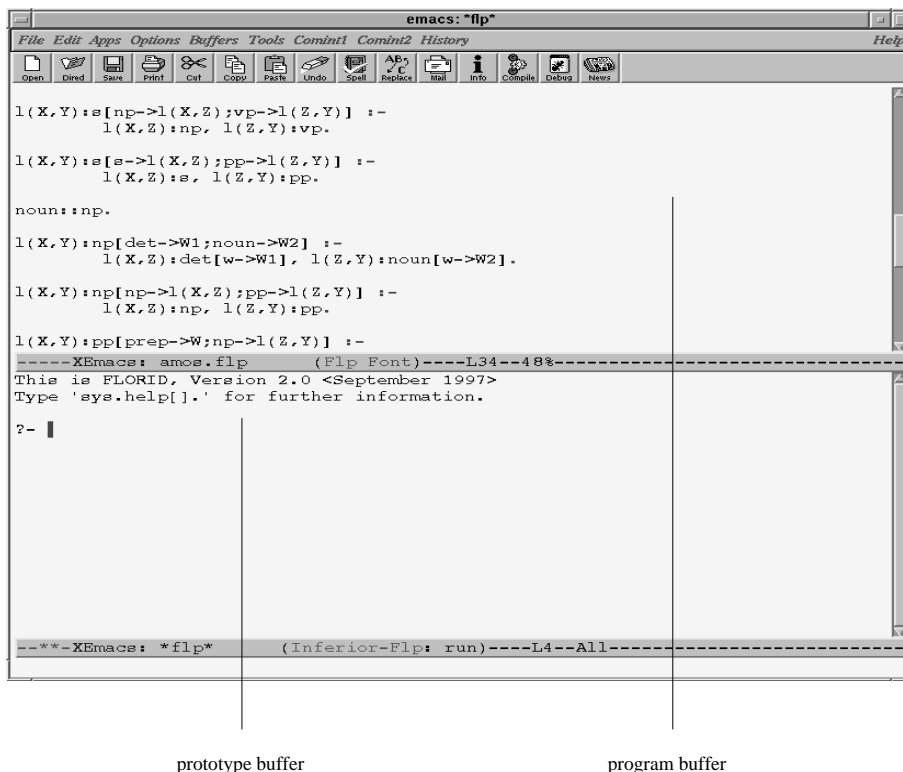 emacs: *flp*
File Edit Apps Options Buffers Tools Comint1 Comint2 History Help
Open Dired Save Print Cut Copy Paste Undo Spell Replace Mail Info Compile Debug News
l(X,Y):s[np->l(X,Z);vp->l(Z,Y)] :-
l(X,Z):np, l(Z,Y):vp.
l(X,Y):s[s->l(X,Z);pp->l(Z,Y)] :-
l(X,Z):s, l(Z,Y):pp.
noun::np.
l(X,Y):np[det->W1;noun->W2] :-
l(X,Z):det[w->W1], l(Z,Y):noun[w->W2].
l(X,Y):np[np->l(X,Z);pp->l(Z,Y)] :-
l(X,Z):np, l(Z,Y):pp.
l(X,Y):pp[prep->W;np->l(Z,Y)] :-
-----XEmacs: amos.flp (Flp Font)----L34--48%-----------------------------------
This is FLORID, Version 2.0 <September 1997>
Type 'sys.help[].' for further information.
?-
--**-XEmacs: *flp* (Inferior-Flp: run)----L4--All------------------------------
prototype buffer program buffer